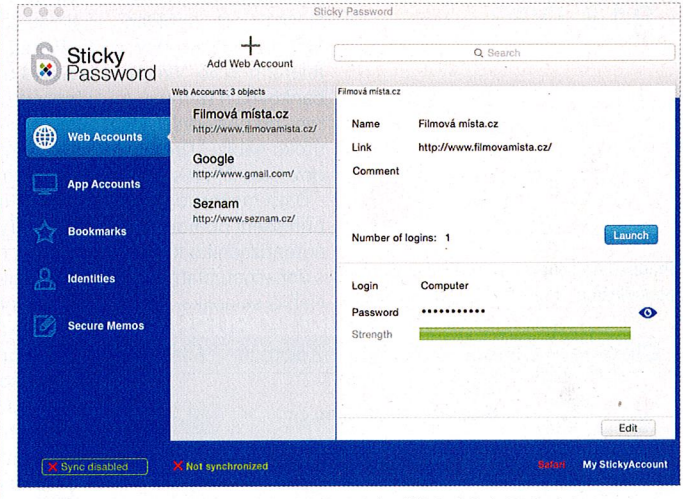 Sticky Password
Sticky
Password
Add Web Account
Search
Web Accounts: 3 objects
Filmová místa.cz
Web Accounts
App Accounts
Bookmarks
Identities
Secure Memos
Filmová místa.cz
http://www.filmovamista.cz/
Google
http://www.gmail.com/
Seznam
http://www.seznam.cz/
Name Filmová místa.cz
Link http://www.filmovamista.cz/
Comment
Number of logins: 1
Launch
Login Computer
Password •••••••••••
Strength
Edit
Sync disabled
Not synchronized
Safari
My StickyAccount